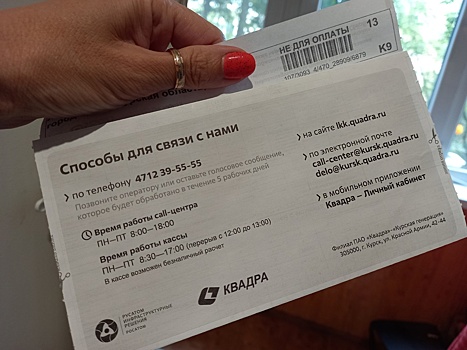 НЕ ДЛЯ ОПЛАТЫ
13
К9
Способы для связи с нами
по телефону 4712 39-55-55
Позвоните оператору или оставьте голосовое сообщение,
которое будет обработано в течение 5 рабочих дней
Время работы call-центра
ПН—ПТ 8:00—18:00
Время работы кассы
ПН—ПТ 8:30—17:00 (перерыв с 12:00 до 13:00)
В кассе возможен безналичный расчет
на сайте lkk.quadra.ru
по электронной почте
call-center@kursk.quadra.ru
delo@kursk.quadra.ru
в мобильном приложении
Квадра – Личный кабинет
Филиал ПАО «Квадра»–«Курская генерация»
305000, г. Курск, ул. Красной Армии, 42-44
РОСАТОМ
ИНФРАСТРУКТУРНЫЕ
РЕШЕНИЯ
РОСАТОМ
КВАДРА